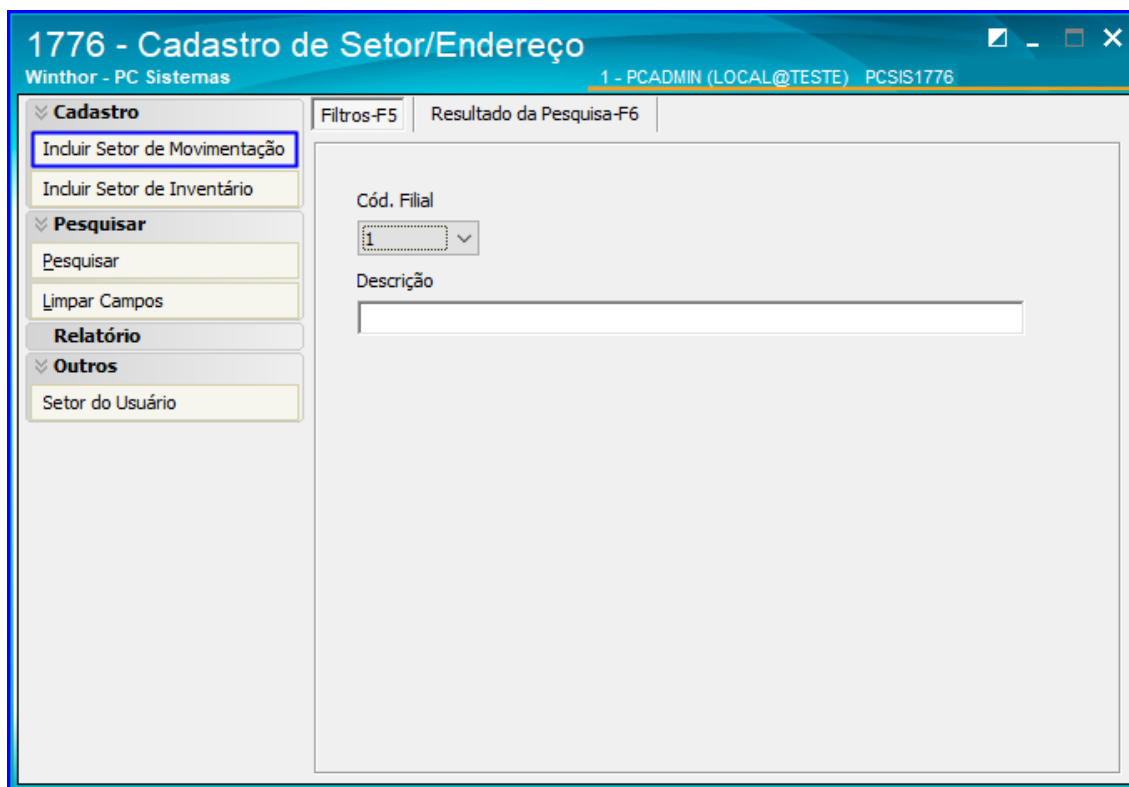 1776 - Cadastro de Setor/Endereço
Winthor - PC Sistemas
1 - PCADMIN (LOCAL@TESTE) PCSIS1776
Cadastro
Incluir Setor de Movimentação
Incluir Setor de Inventário
Pesquisar
Pesquisar
Limpar Campos
Relatório
Outros
Setor do Usuário
Filtros-F5
Resultado da Pesquisa-F6
Cód. Filial
1
Descrição